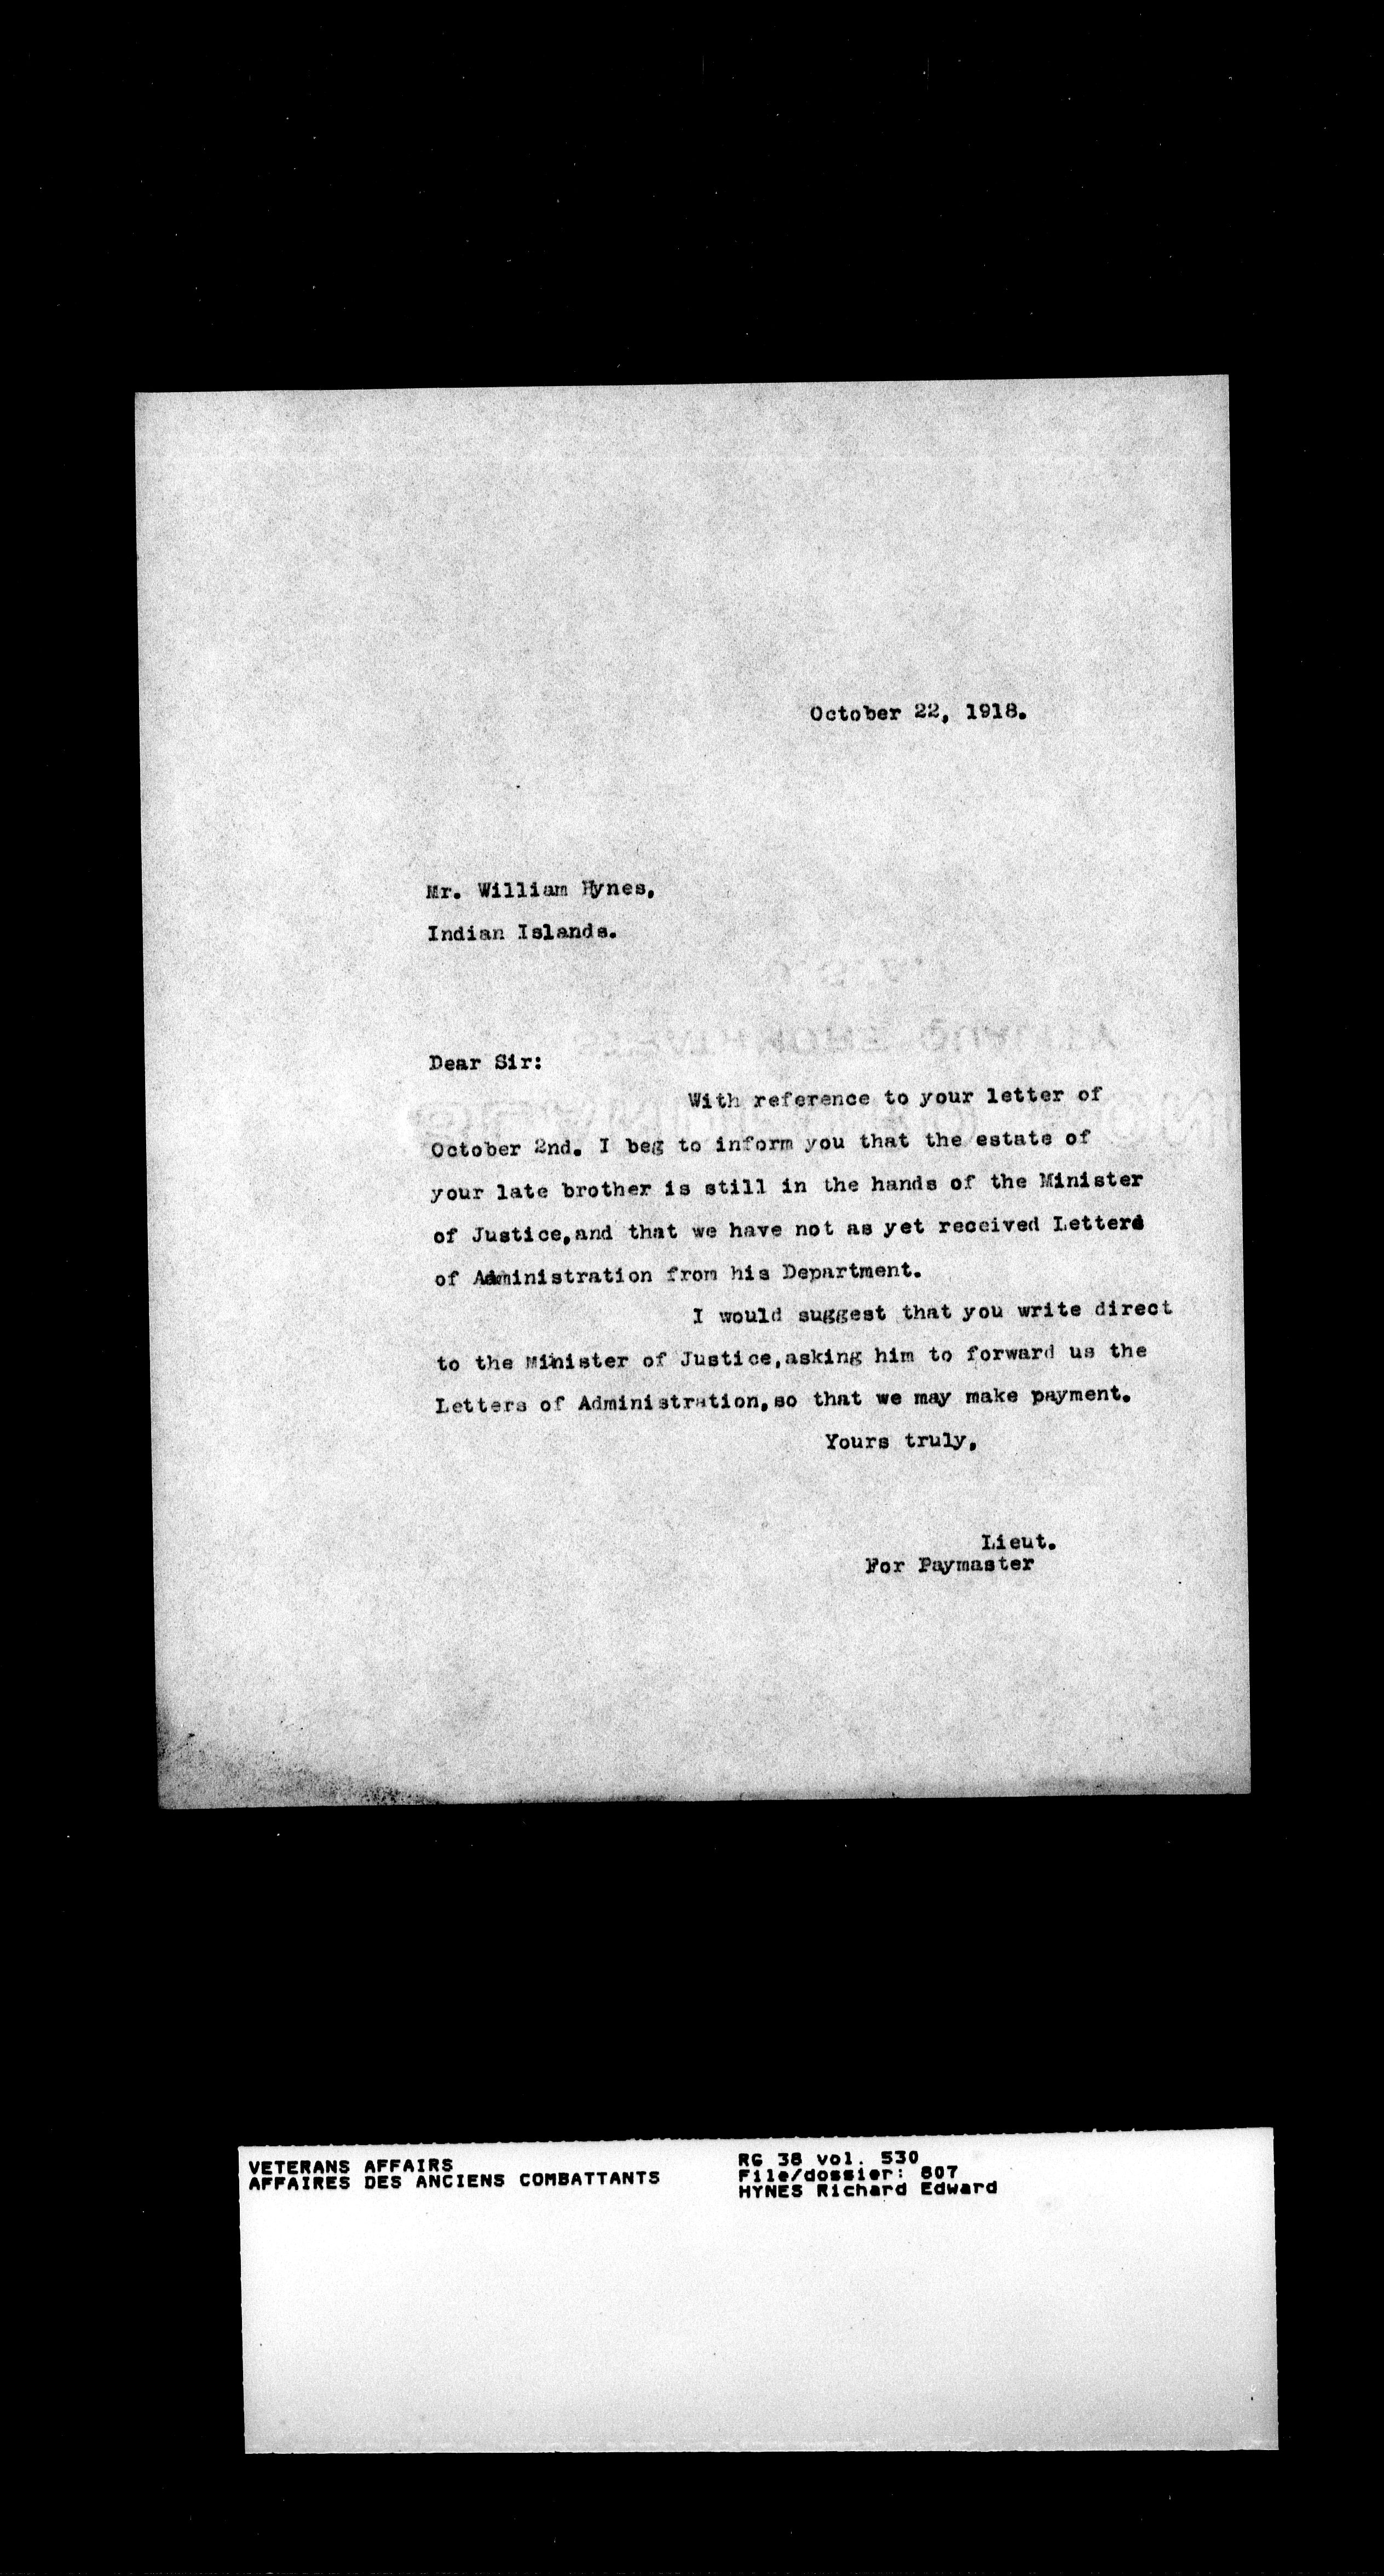 October 22, 1918.
Mr. William Hynes,
Indian Islands.
Dear Sir:
With reference to your letter of
October 2nd. I beg to inform you that the estate of
your late brother is still in the hands of the Minister
of Justice,and that we have not as yet received Letters
of Administration from his Department.
I would suggest that you write direct
to the Minister of Justice,asking him to forward us the
Letters of Administration,so that we may make payment.
Yours truly,
Lieut.
For Paymaster
VETERANS AFFAIRS
AFFAIRES DES ANCIENS COMBATTANTS
RG 38 vol. 530
File/dossier: 807
HYNES Richard Edward